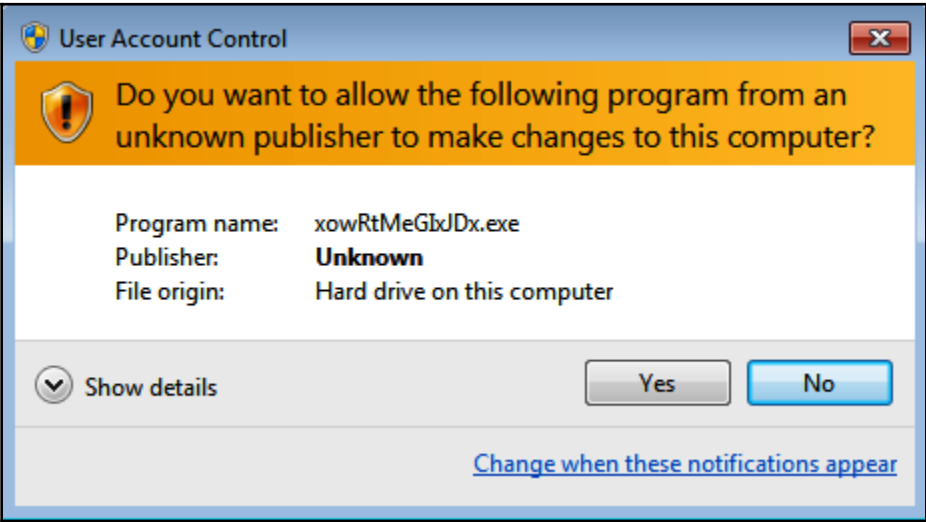 User Account Control
Do you want to allow the following program from an
unknown publisher to make changes to this computer?
Program name: xowRtMeGIxJDx.exe
Publisher: Unknown
File origin: Hard drive on this computer
Show details
Yes
No
Change when these notifications appear